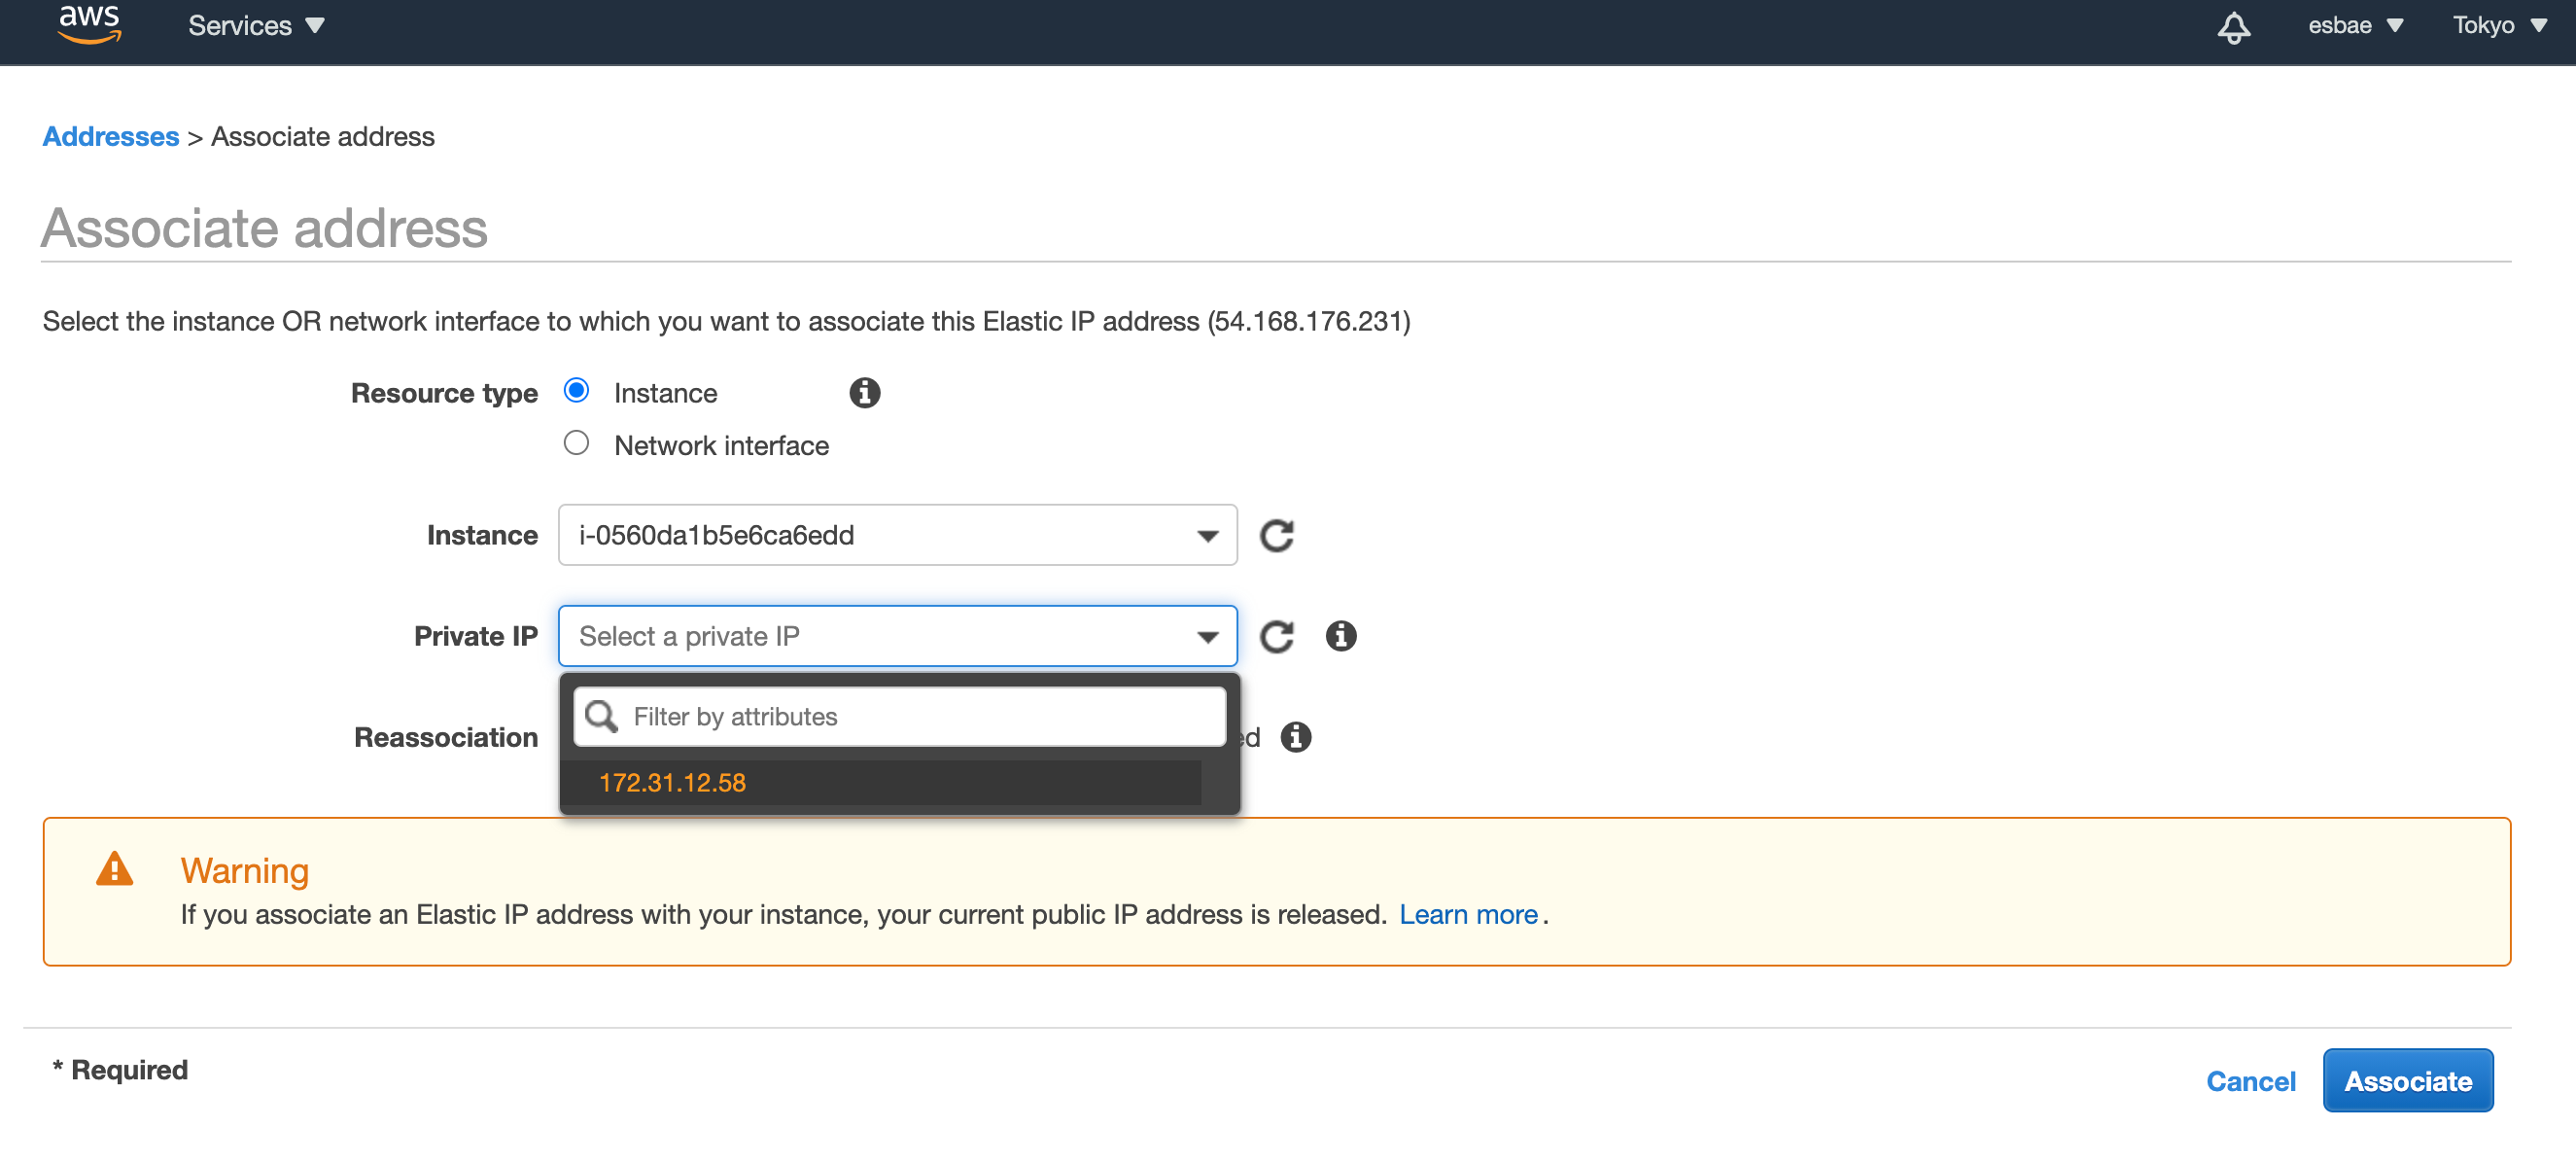 aws Services esbae Tokyo
Addresses > Associate address
Associate address
Select the instance OR network interface to which you want to associate this Elastic IP address (54.168.176.231)
Resource type Instance
Network interface
Instance i-0560da1b5e6ca6edd
Private IP Select a private IP
Filter by attributes
Reassociation ed
172.31.12.58
Warning
If you associate an Elastic IP address with your instance, your current public IP address is released. Learn more.
* Required
Cancel Associate